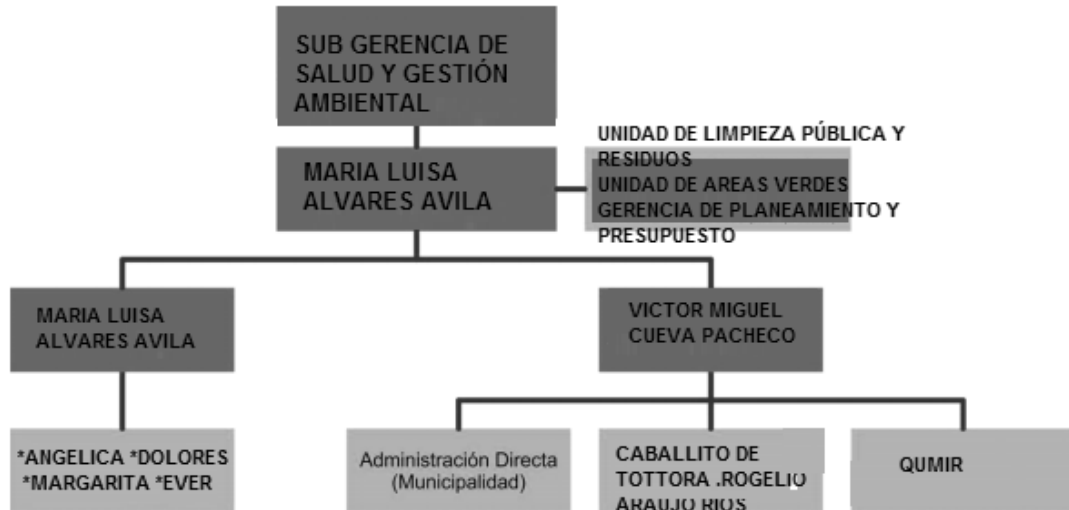 SUB GERENCIA DE
SALUD Y GESTIÓN
AMBIENTAL
MARIA LUISA
ALVARES AVILA
UNIDAD DE LIMPIEZA PÚBLICA Y
RESIDUOS
UNIDAD DE AREAS VERDES
GERENCIA DE PLANEAMIENTO Y
PRESUPUESTO
MARIA LUISA
ALVARES AVILA
VICTOR MIGUEL
CUEVA PACHECO
*ANGELICA *DOLORES
*MARGARITA *EVER
Administración Directa
(Municipalidad)
CABALLITO DE
TOTTORA .ROGELIO
ARAUJO RIOS
QUMIR